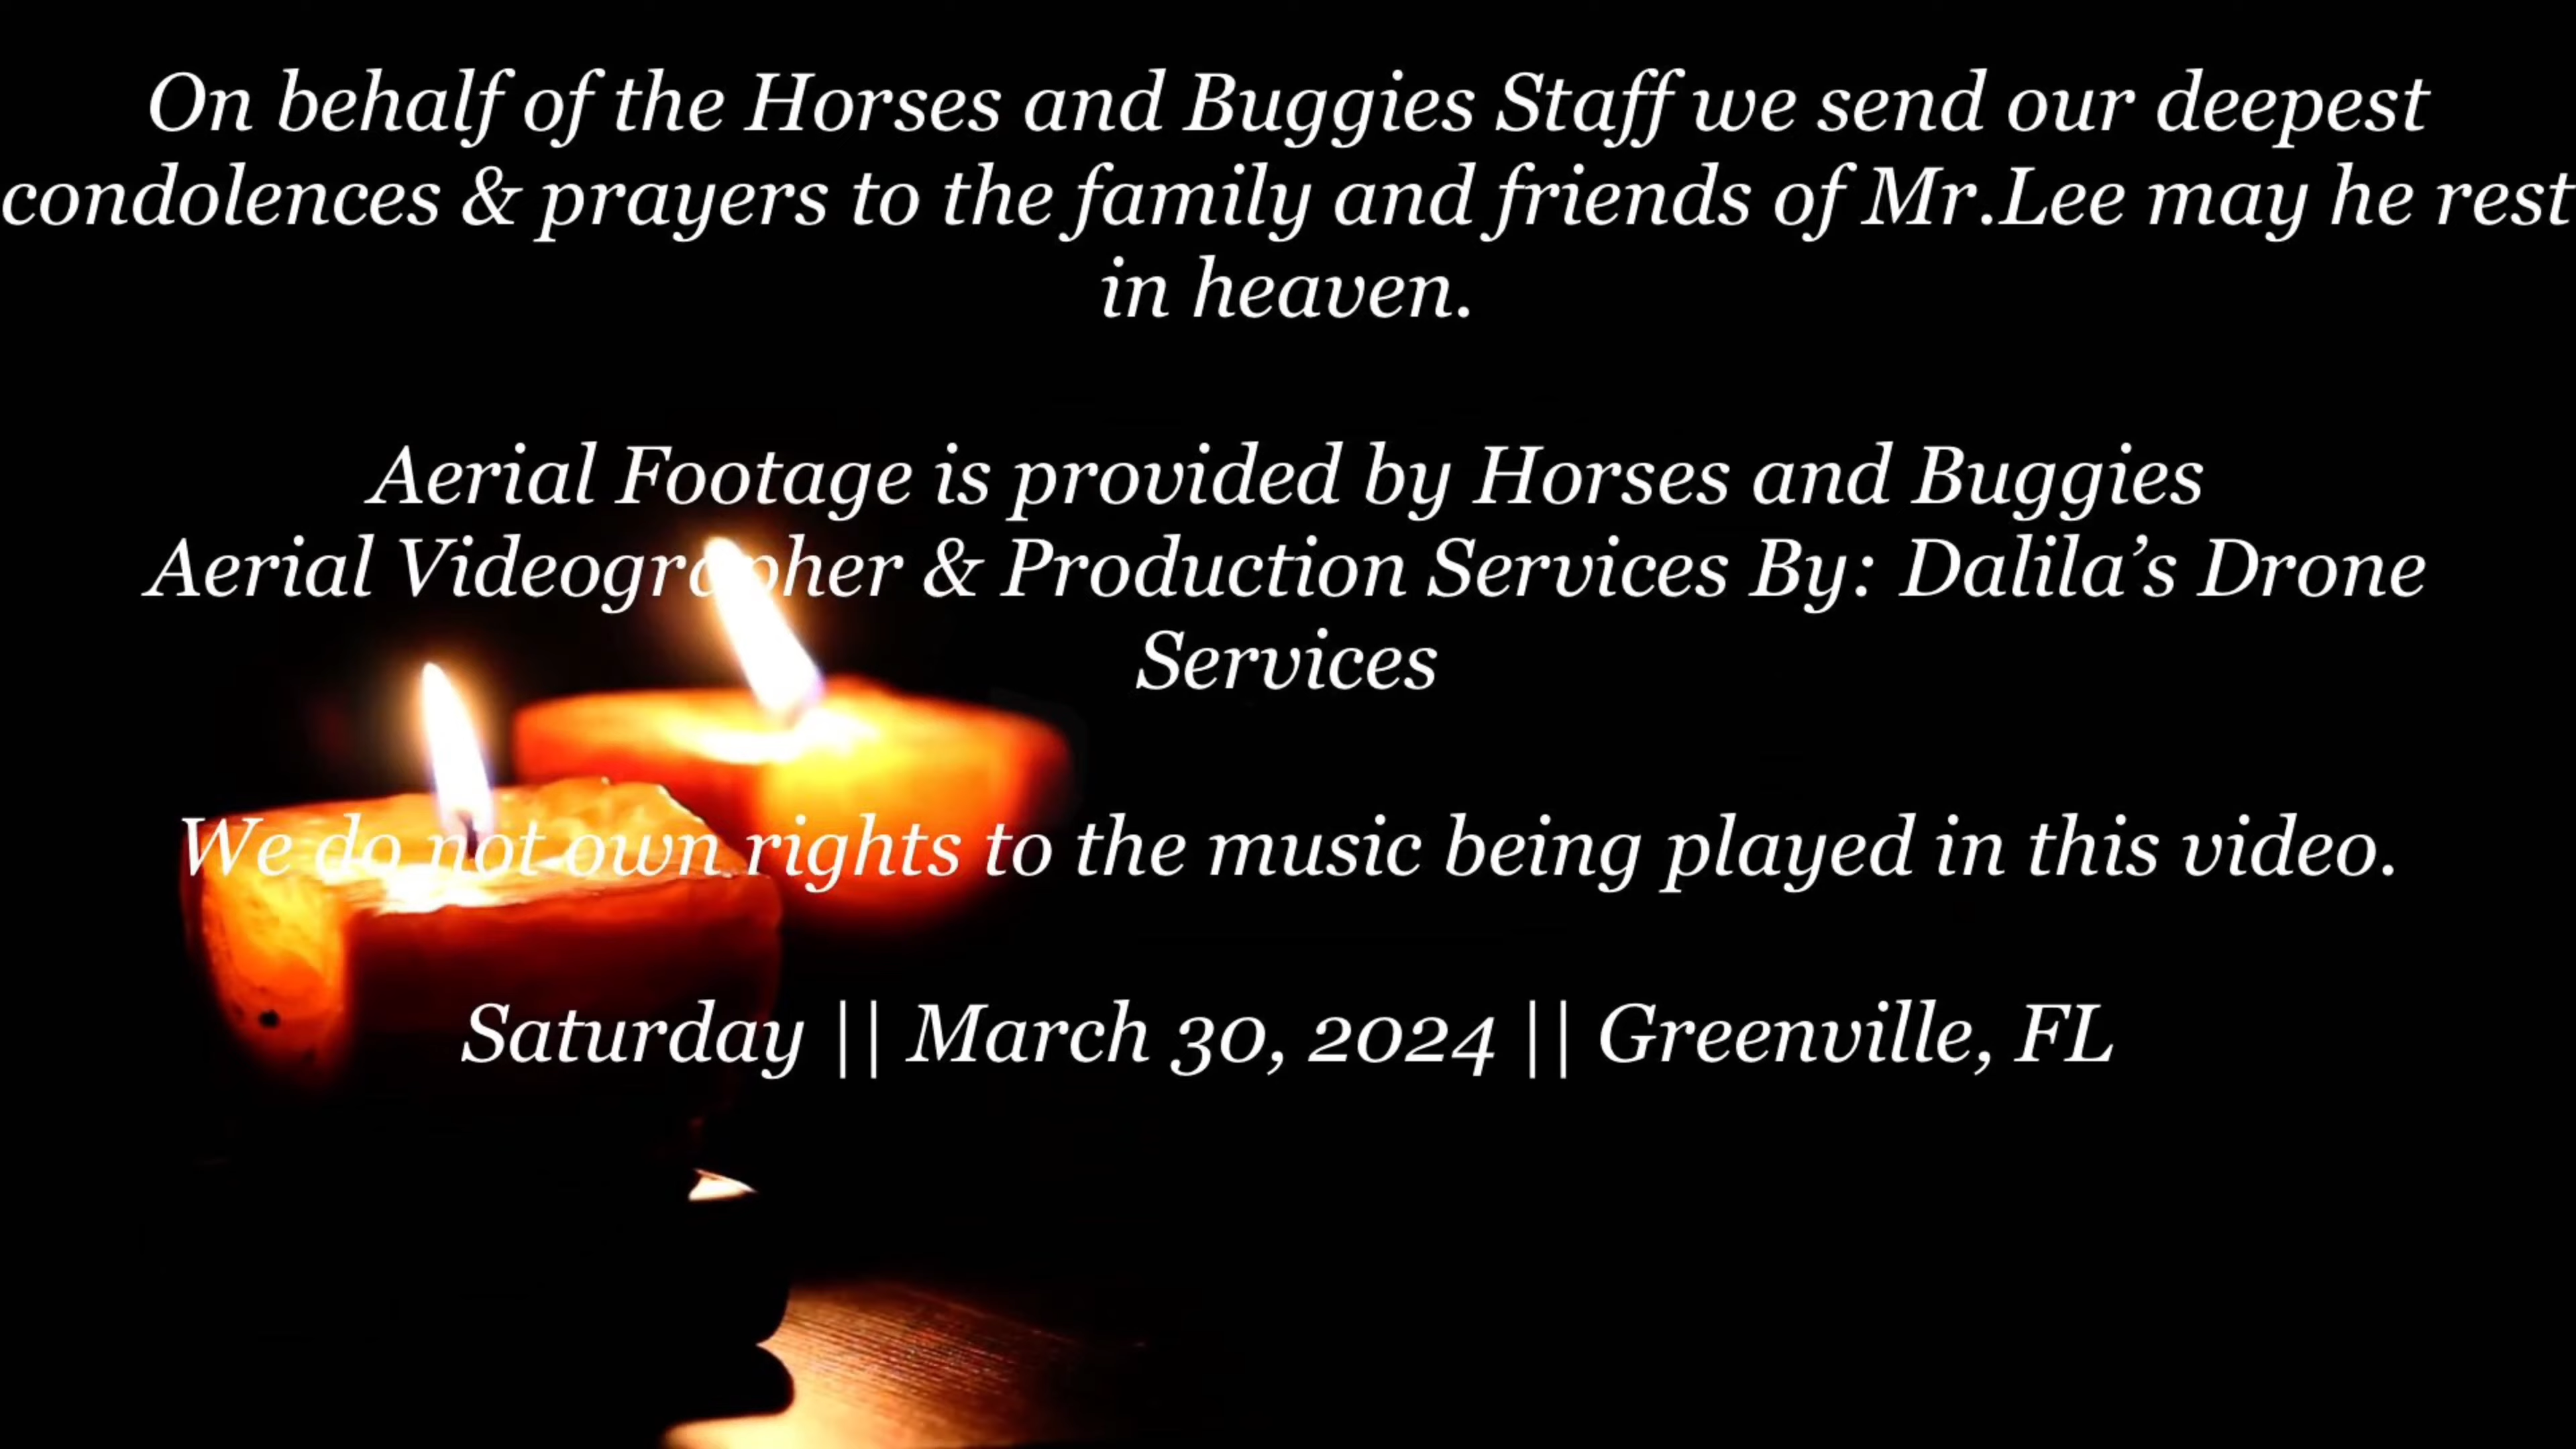 On behalf of the Horses and Buggies Staff we send our deepest
condolences & prayers to the family and friends of Mr.Lee may he rest
in heaven.
Aerial Footage is provided by Horses and Buggies
Aerial Videographer & Production Services By: Dalila’s Drone
Services
We do not own rights to the music being played in this video.
Saturday || March 30, 2024 || Greenville, FL